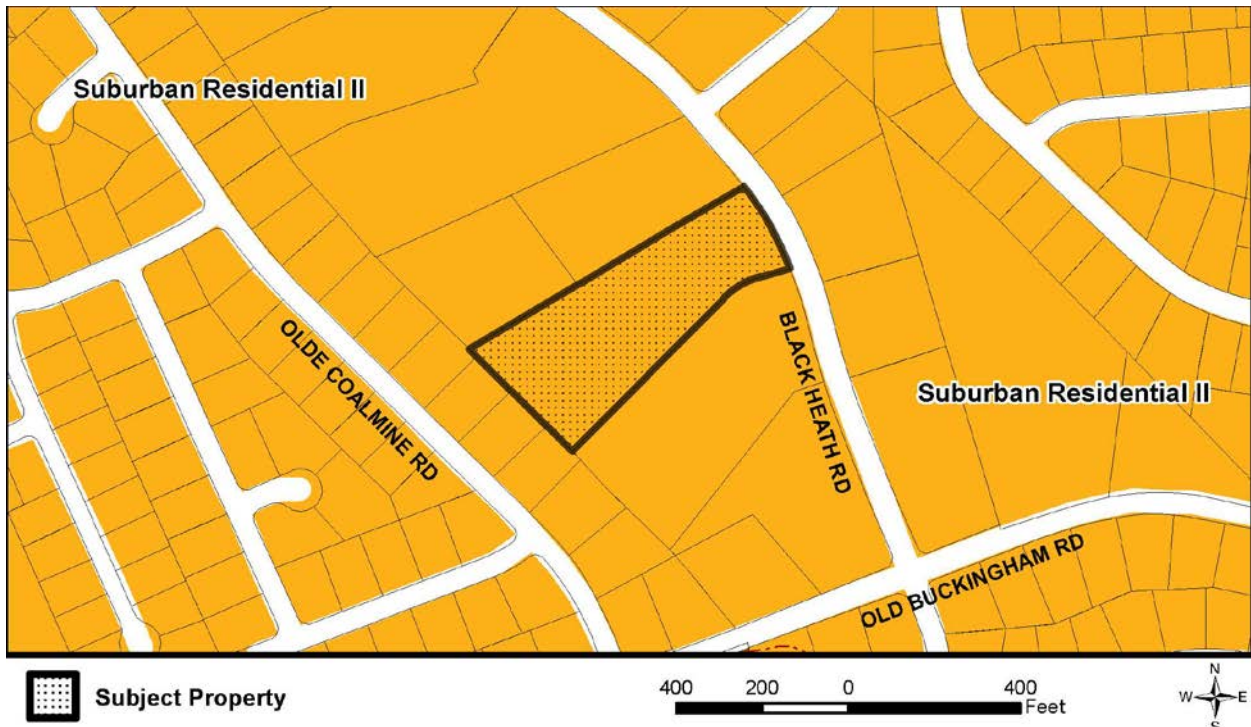 Suburban Residential II
OLDE COALMINE RD
BLACK HEATH RD
Suburban Residential II
OLD BUCKINGHAM RD
Subject Property
400 200 0 400
Feet
N
W E
S